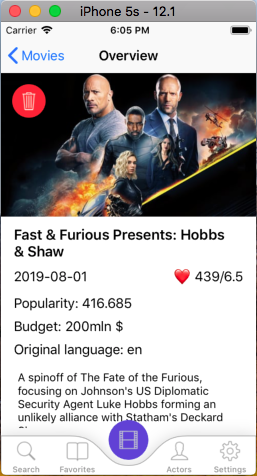 iPhone 5s - 12.1
Carrier 6:05 PM
Movies Overview
Fast & Furious Presents: Hobbs
& Shaw
2019-08-01 ❤️ 439/6.5
Popularity: 416.685
Budget: 200mln $
Original language: en
A spinoff of The Fate of the Furious,
focusing on Johnson's US Diplomatic
Security Agent Luke Hobbs forming an
unlikely alliance with Statham's Deckard
Search Favorites Actors Settings